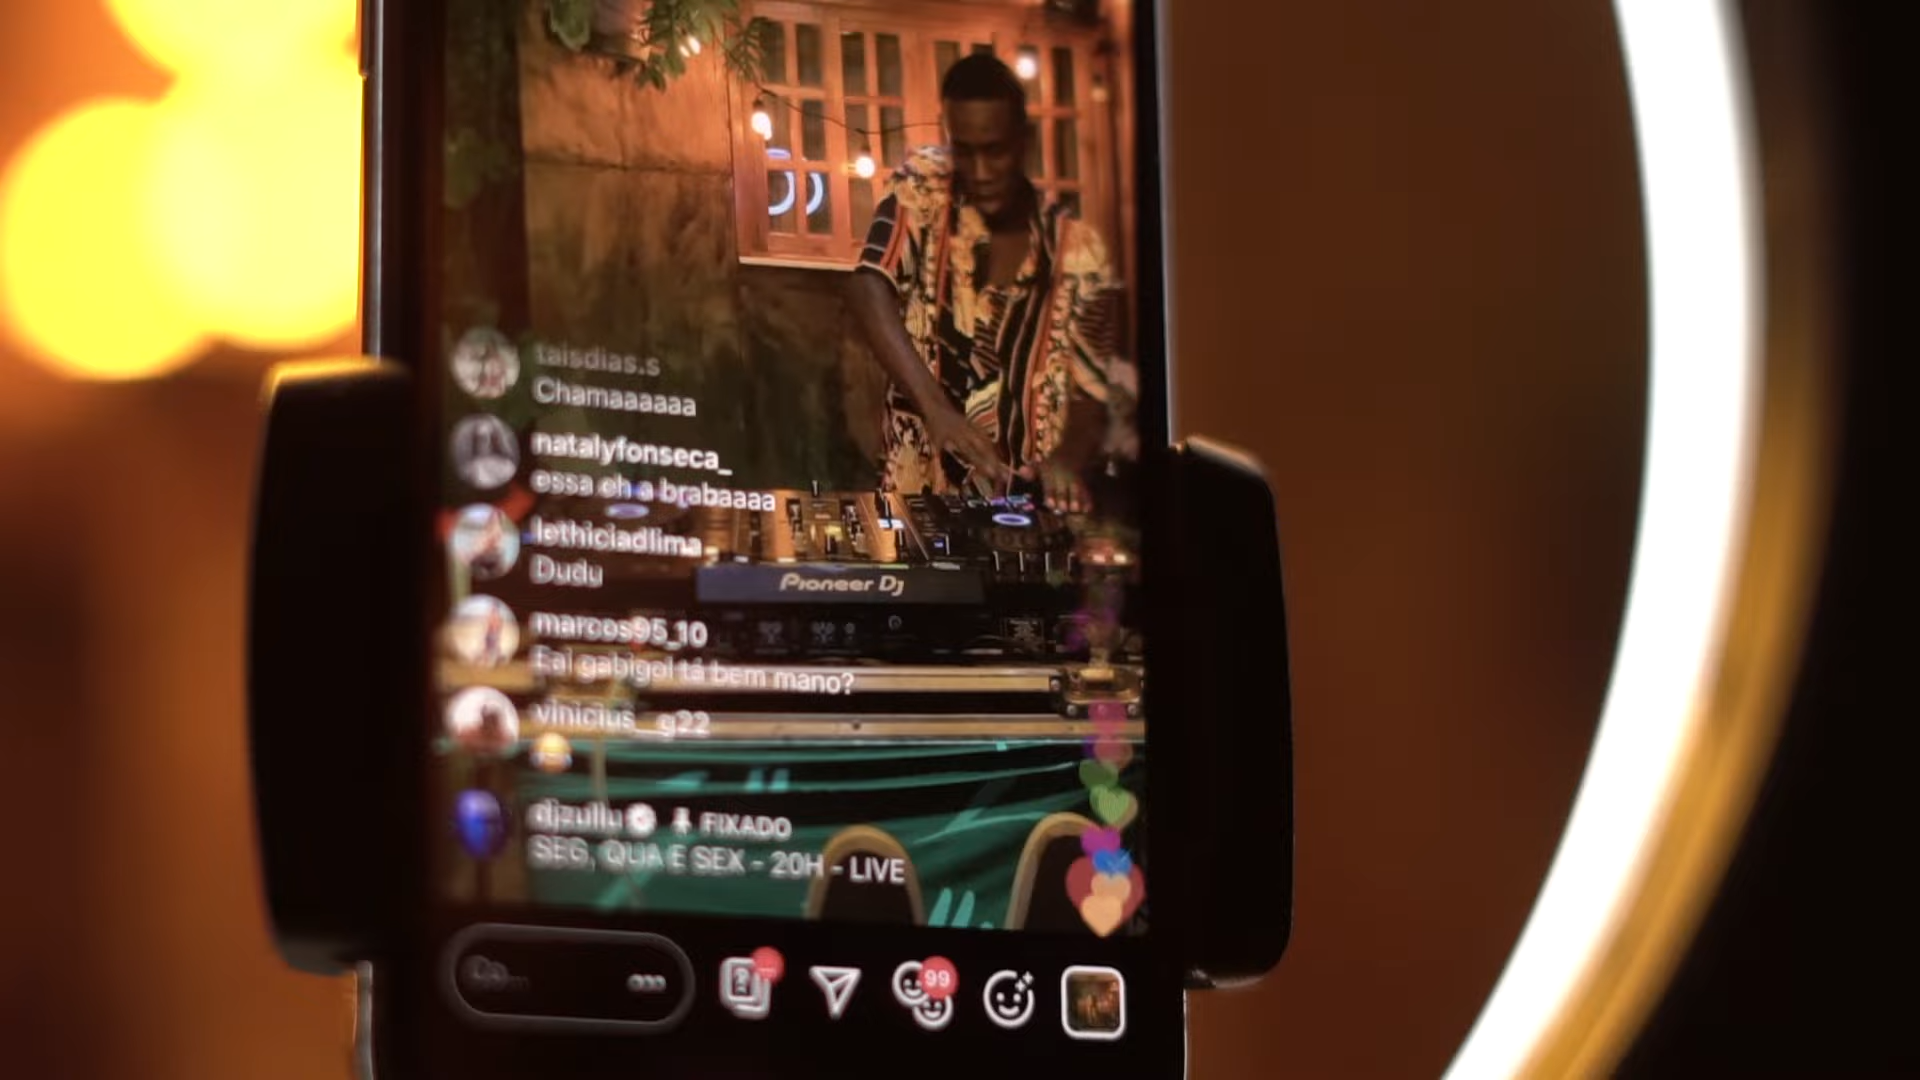 taisdias.s
Chamaaaaaa
natalyfonseca_
essa eh a brabaaaa
lethiciadlima
Dudu
Pioneer Dj
marcos95_10
Eai gabigol tá bem mano?
vinicius__g22
djzullu FIXADO
SEG, QUA E SEX - 20H - LIVE
99